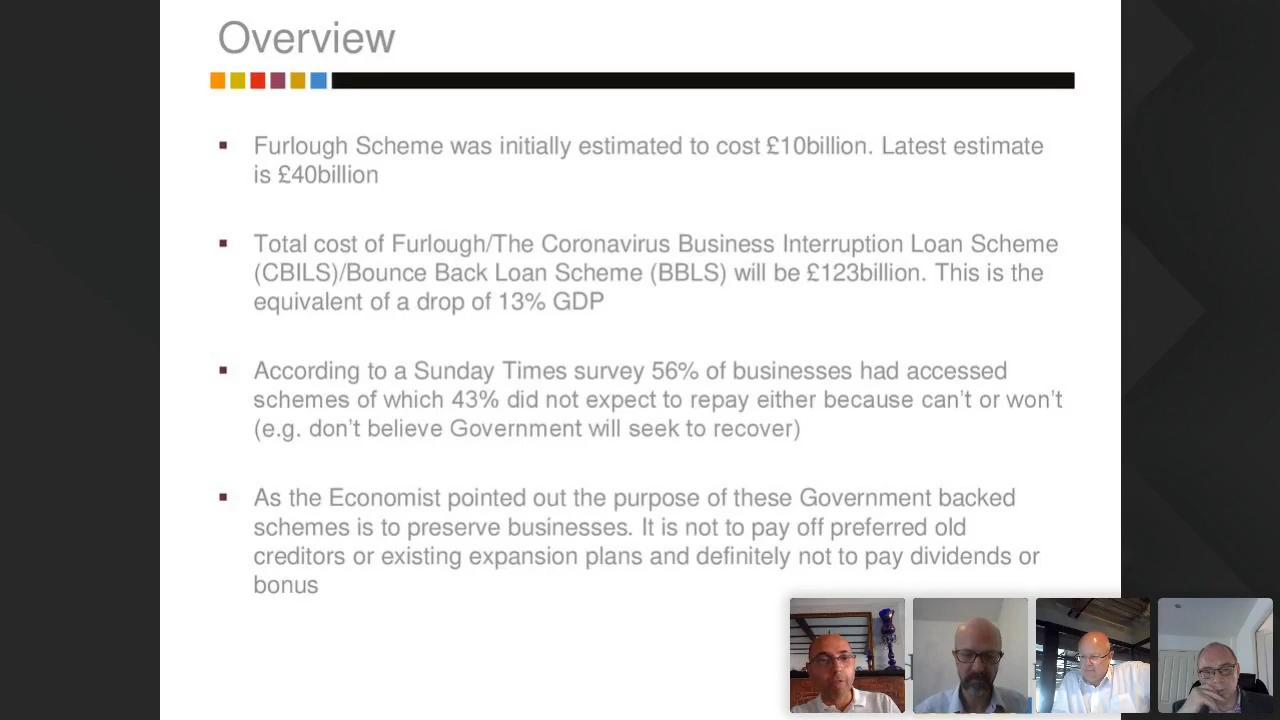 Overview
Furlough Scheme was initially estimated to cost £10billion. Latest estimate
is £40billion
Total cost of Furlough/The Coronavirus Business Interruption Loan Scheme
(CBILS)/Bounce Back Loan Scheme (BBLS) will be £123billion. This is the
equivalent of a drop of 13% GDP
According to a Sunday Times survey 56% of businesses had accessed
schemes of which 43% did not expect to repay either because can't or won't
(e.g. don't believe Government will seek to recover)
As the Economist pointed out the purpose of these Government backed
schemes is to preserve businesses. It is not to pay off preferred old
creditors or existing expansion plans and definitely not to pay dividends or
bonus